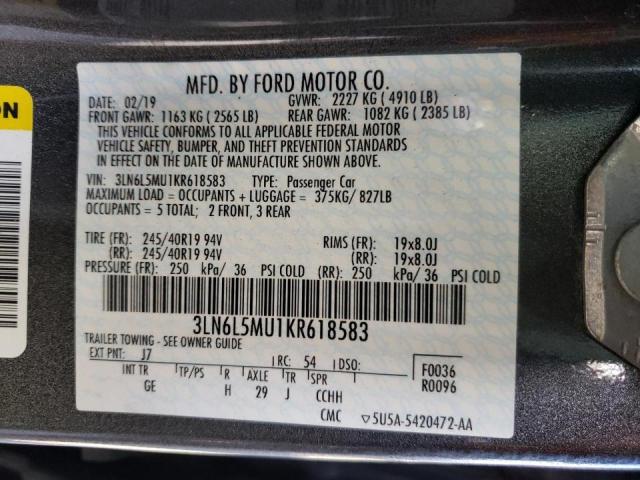 ON
MFD. BY FORD MOTOR CO.
DATE: 02/19 GVWR: 2227 KG ( 4910 LB)
FRONT GAWR: 1163 KG ( 2565 LB) REAR GAWR: 1082 KG ( 2385 LB)
THIS VEHICLE CONFORMS TO ALL APPLICABLE FEDERAL MOTOR
VEHICLE SAFETY, BUMPER, AND THEFT PREVENTION STANDARDS
IN EFFECT ON THE DATE OF MANUFACTURE SHOWN ABOVE.
VIN: 3LN6L5MU1KR618583 TYPE: Passenger Car
MAXIMUM LOAD = OCCUPANTS + LUGGAGE = 375KG/ 827LB
OCCUPANTS = 5 TOTAL; 2 FRONT, 3 REAR
TIRE (FR): 245/40R19 94V RIMS (FR): 19x8.0J
(RR): 245/40R19 94V (RR): 19x8.0J
PRESSURE (FR): 250 kPa/ 36 PSI COLD (RR): 250 kPa/ 36 PSI COLD
3LN6L5MU1KR618583
TRAILER TOWING - SEE OWNER GUIDE
EXT PNT: J7 RC: 54 DSO: F0036
INT TR TP/PS R AXLE TR SPR R0096
GE H 29 J CCHH
CMC ▽5U5A-5420472-AA